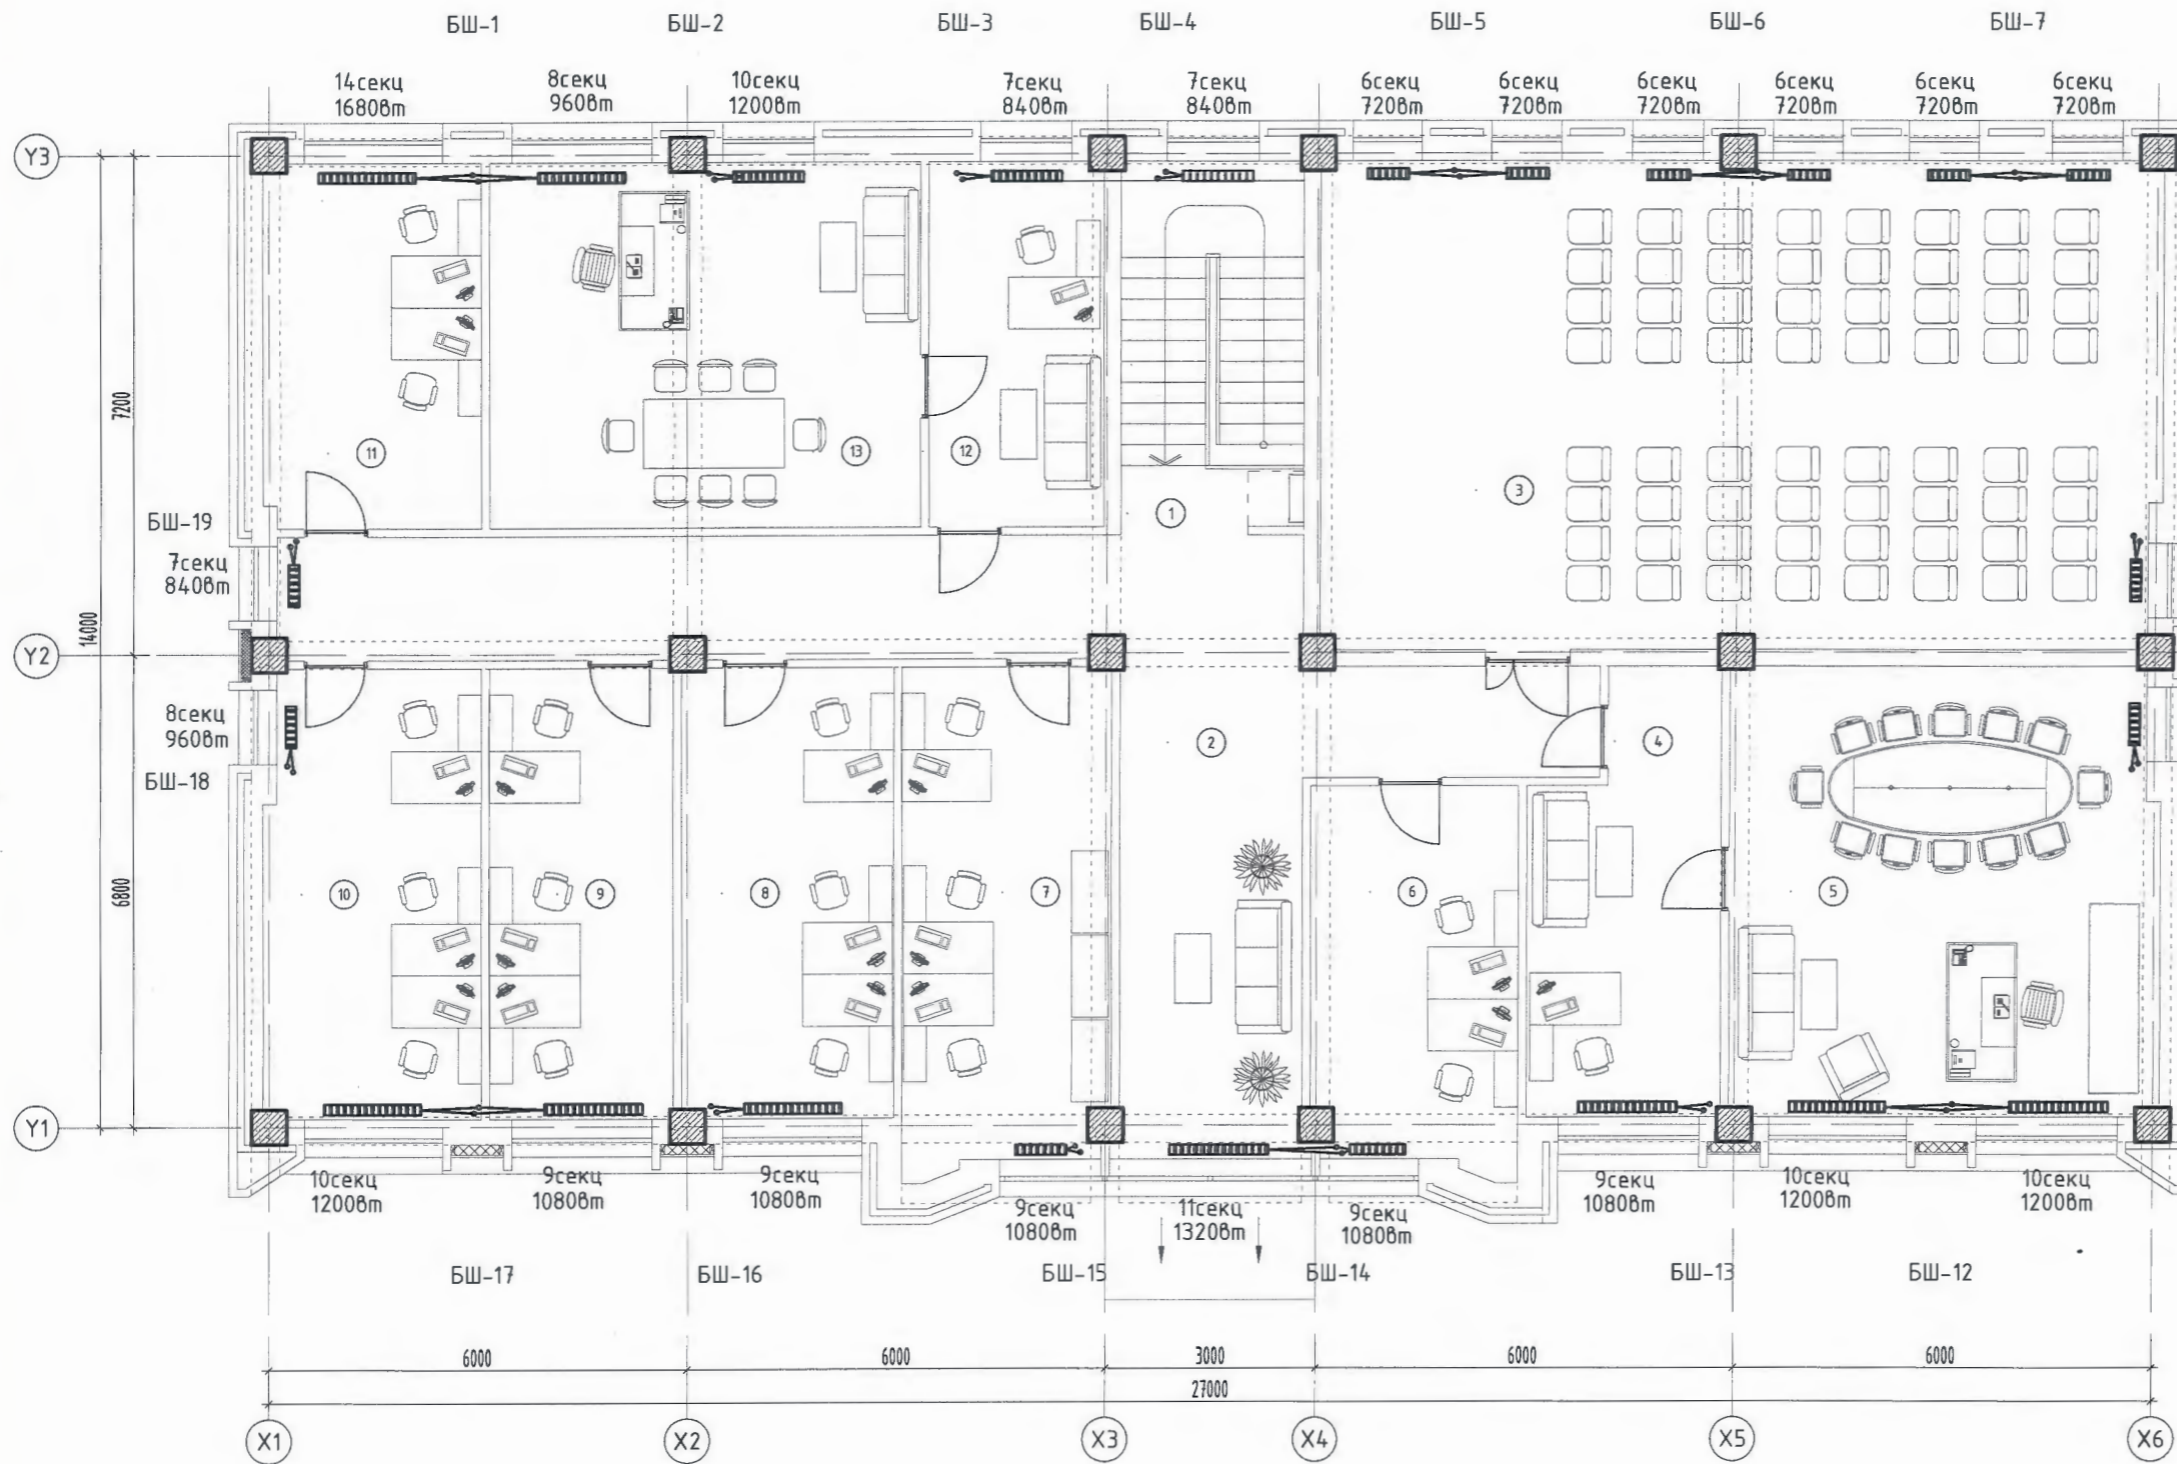 БШ-1 БШ-2 БШ-3 БШ-4 БШ-5 БШ-6 БШ-7
14секц 8секц 10секц 7секц 7секц 6секц 6секц 6секц 6секц 6секц 6секц
1680вт 960вт 1200вт 840вт 840вт 720вт 720вт 720вт 720вт 720вт 720вт
Y3
7200
11 13 12
3
1
БШ-19
7секц
840вт
14000
Y2
8секц
960вт
2 4
БШ-18
6800
10 9 8 7 6 5
Y1
10секц 9секц 9секц 9секц 10секц 10секц
1200вт 1080вт 1080вт 1080вт 1200вт 1200вт
9секц 11секц 9секц
1080вт 1320вт 1080вт
БШ-17 БШ-16 БШ-15 БШ-14 БШ-13 БШ-12
6000 6000 3000 6000 6000
27000
X1 X2 X3 X4 X5 X6